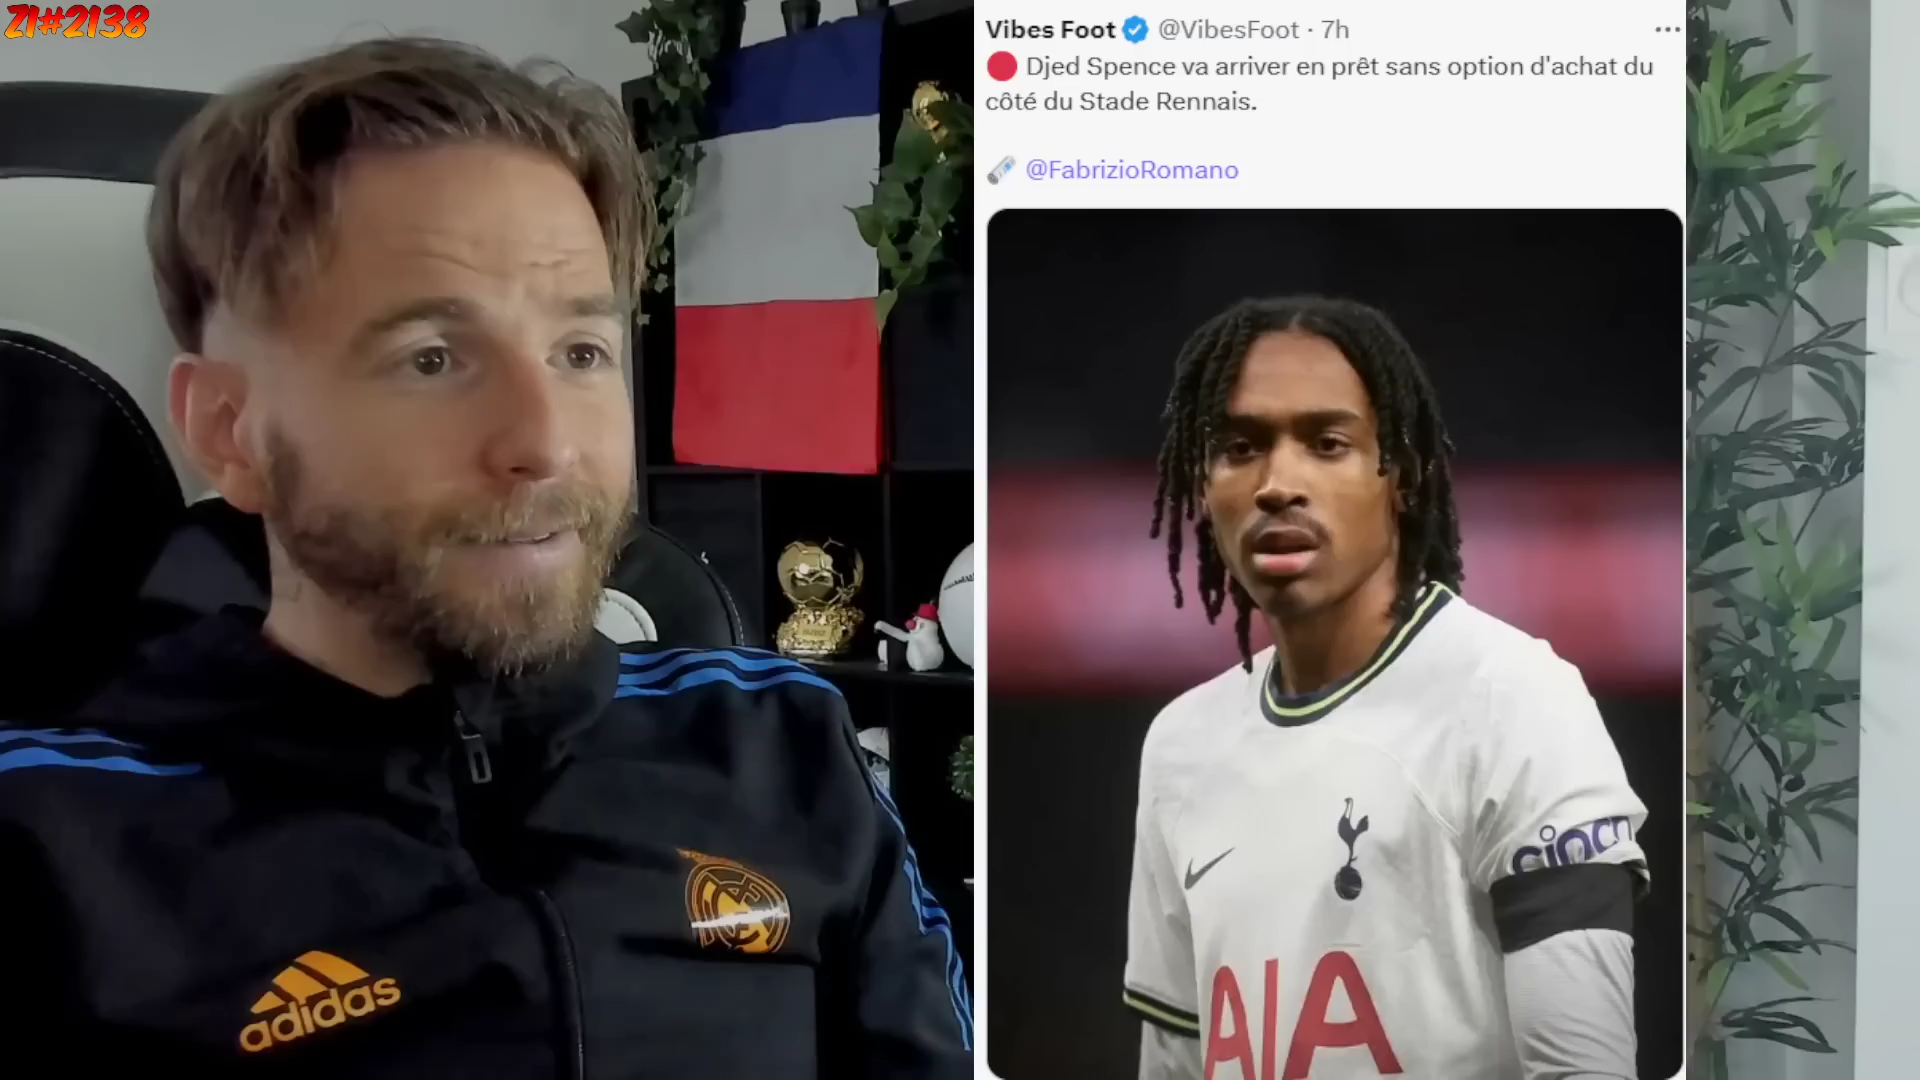 Z1#2138
Vibes Foot @VibesFoot · 7h
Djed Spence va arriver en prêt sans option d'achat du
côté du Stade Rennais.
@FabrizioRomano
cinch
AIA
adidas